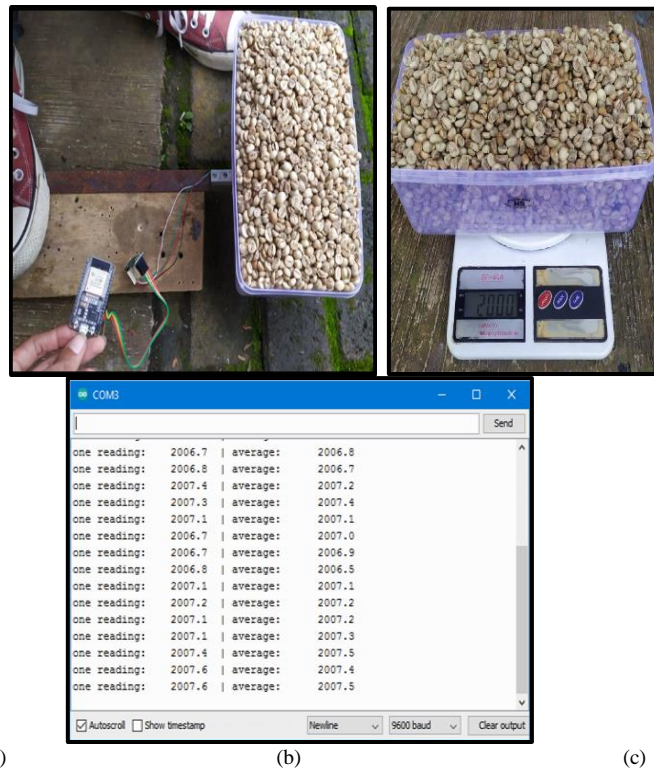 2000
COM3
Send
one reading: 2006.7 | average: 2006.8
one reading: 2006.8 | average: 2006.7
one reading: 2007.4 | average: 2007.2
one reading: 2007.3 | average: 2007.4
one reading: 2007.1 | average: 2007.1
one reading: 2006.7 | average: 2007.0
one reading: 2006.7 | average: 2006.9
one reading: 2006.8 | average: 2006.5
one reading: 2007.1 | average: 2007.1
one reading: 2007.2 | average: 2007.2
one reading: 2007.1 | average: 2007.2
one reading: 2007.1 | average: 2007.3
one reading: 2007.4 | average: 2007.5
one reading: 2007.6 | average: 2007.4
one reading: 2007.6 | average: 2007.5
Autoscroll Show timestamp Newline 9600 baud Clear output
) (b) (c)